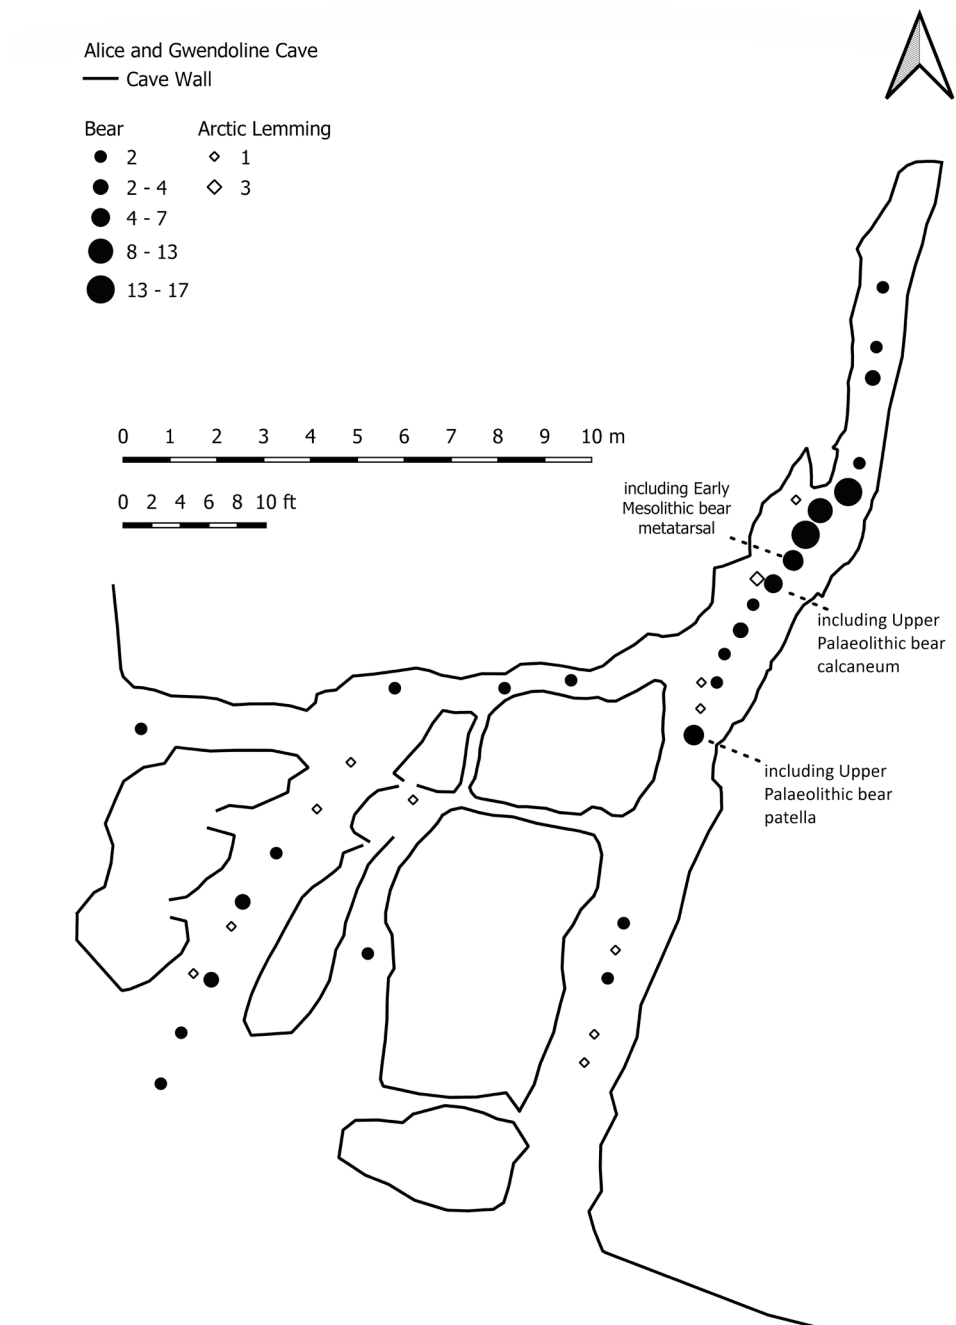 Alice and Gwendoline Cave
Cave Wall
Bear
2
2 - 4
4 - 7
8 - 13
13 - 17
Arctic Lemming
1
3
0 1 2 3 4 5 6 7 8 9 10 m
0 2 4 6 8 10 ft
including Early
Mesolithic bear
metatarsal
including Upper
Palaeolithic bear
calcaneum
including Upper
Palaeolithic bear
patella